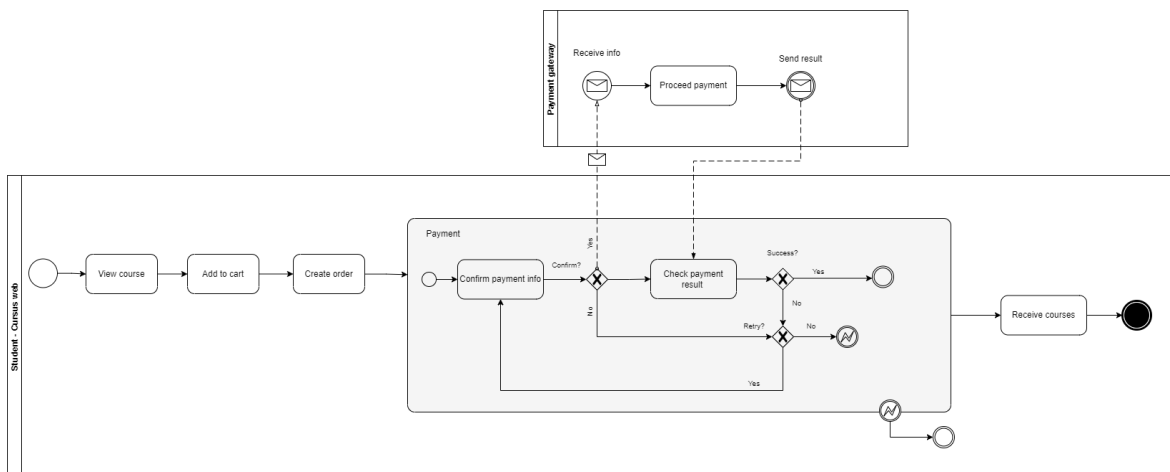 Payment gateway
Receive info
Proceed payment
Send result
Student - Cursus web
View course
Add to cart
Create order
Payment
Confirm payment info
Confirm?
Yes
No
Check payment
result
Success?
Yes
No
Retry?
No
Yes
Receive courses